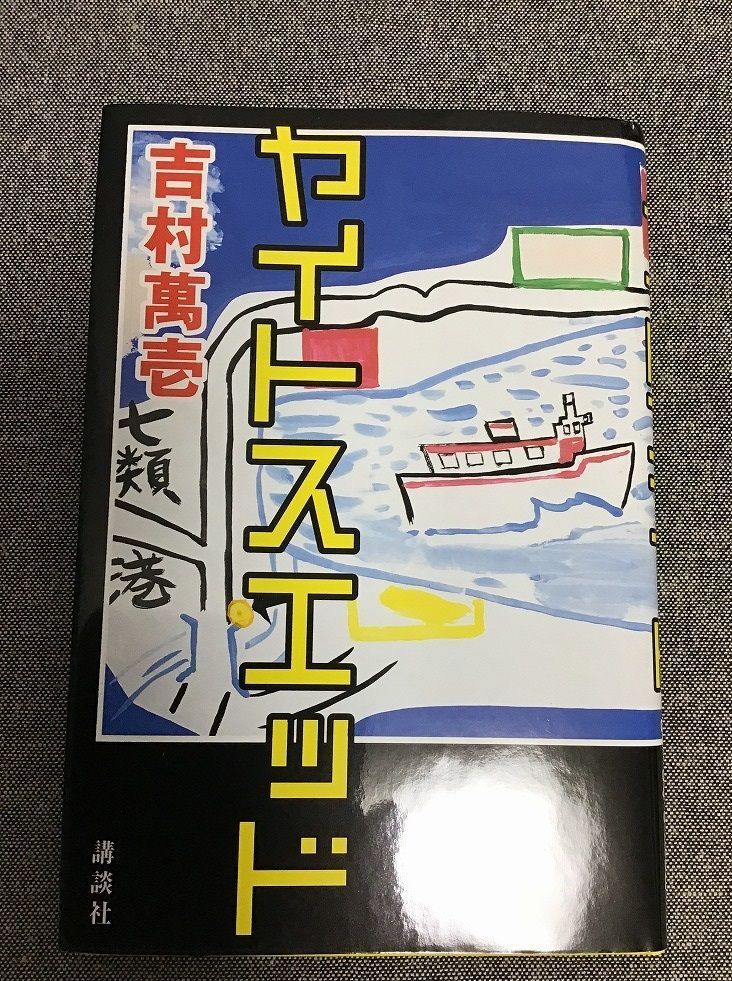 ヤイトスエッド
吉村萬壱
七類
港
講談社